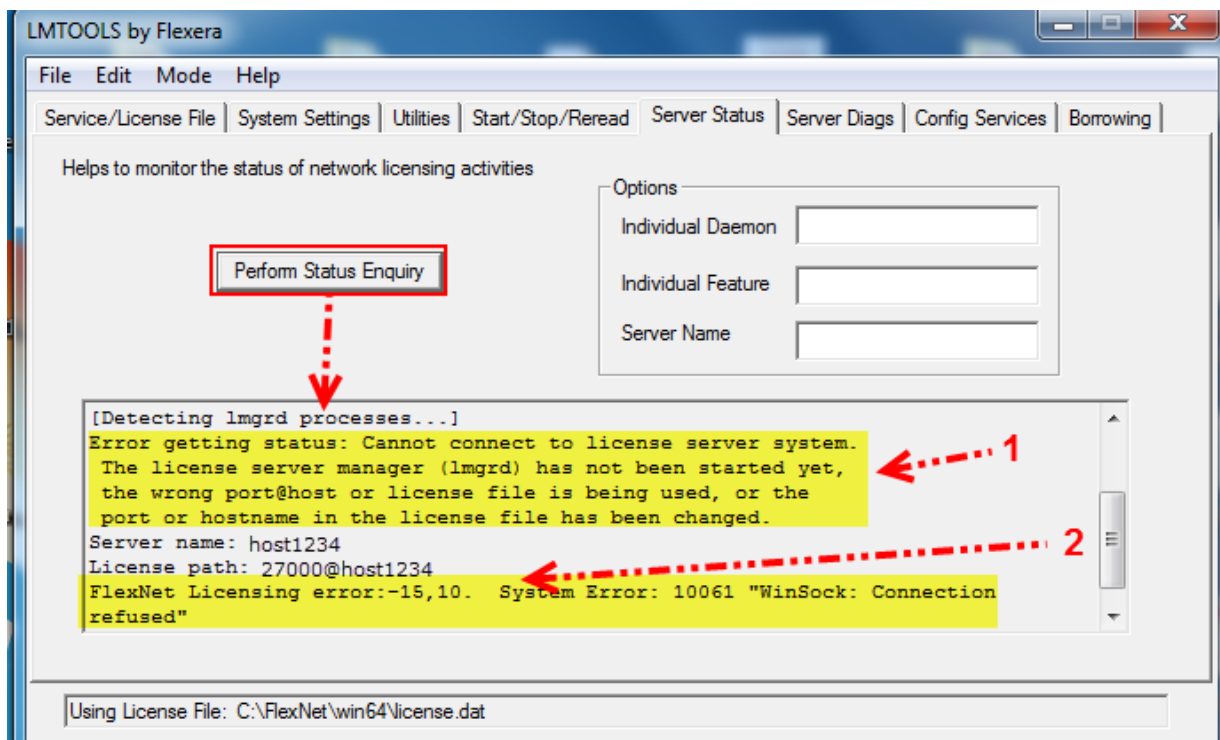 LMTOOLS by Flexera
File Edit Mode Help
Service/License File System Settings Utilities Start/Stop/Reread Server Status Server Diags Config Services Borrowing
Helps to monitor the status of network licensing activities
Options
Individual Daemon
Perform Status Enquiry
Individual Feature
Server Name
[Detecting lmgrd processes...]
Error getting status: Cannot connect to license server system.
1
The license server manager (lmgrd) has not been started yet,
the wrong port@host or license file is being used, or the
port or hostname in the license file has been changed.
Server name: host1234
2
License path: 27000@host1234
FlexNet Licensing error:-15,10. System Error: 10061 "WinSock: Connection
refused"
Using License File: C:\FlexNet\win64\license.dat